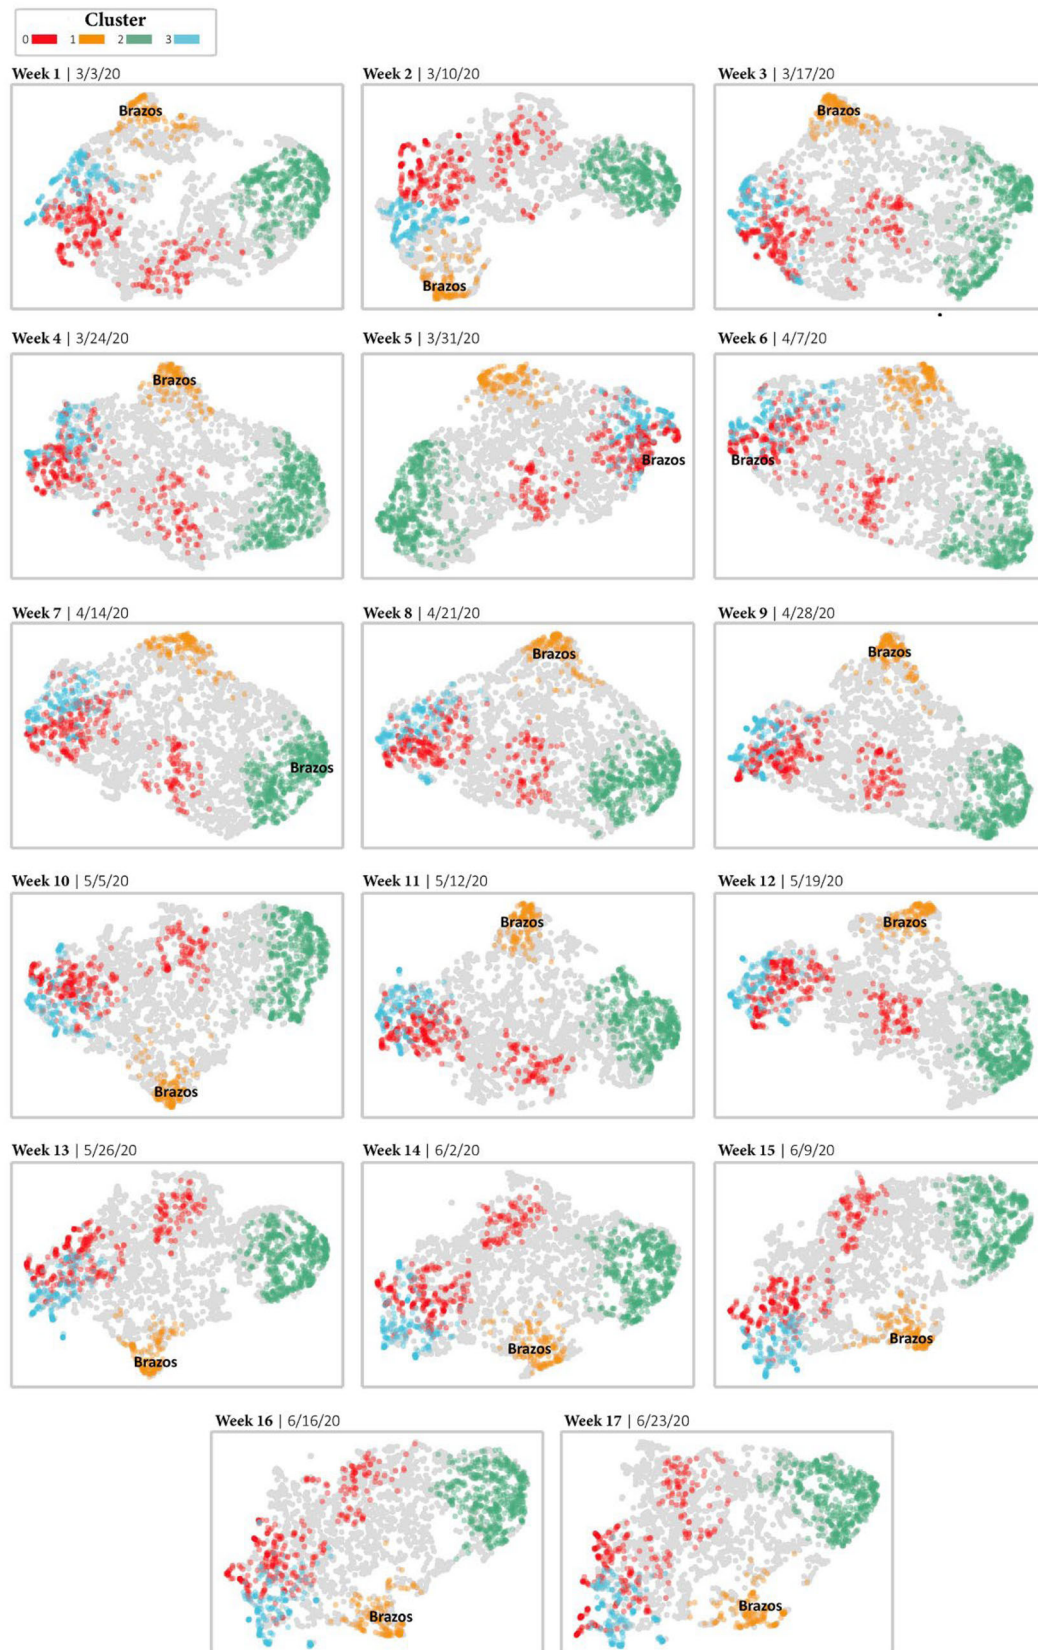 Cluster
0 1 2 3
Week 1 | 3/3/20
Week 2 | 3/10/20
Week 3 | 3/17/20
Brazos
Brazos
Brazos
Week 4 | 3/24/20
Week 5 | 3/31/20
Week 6 | 4/7/20
Brazos
Brazos
Brazos
Week 7 | 4/14/20
Week 8 | 4/21/20
Week 9 | 4/28/20
Brazos
Brazos
Brazos
Week 10 | 5/5/20
Week 11 | 5/12/20
Week 12 | 5/19/20
Brazos
Brazos
Brazos
Week 13 | 5/26/20
Week 14 | 6/2/20
Week 15 | 6/9/20
Brazos
Brazos
Brazos
Week 16 | 6/16/20
Week 17 | 6/23/20
Brazos
Brazos